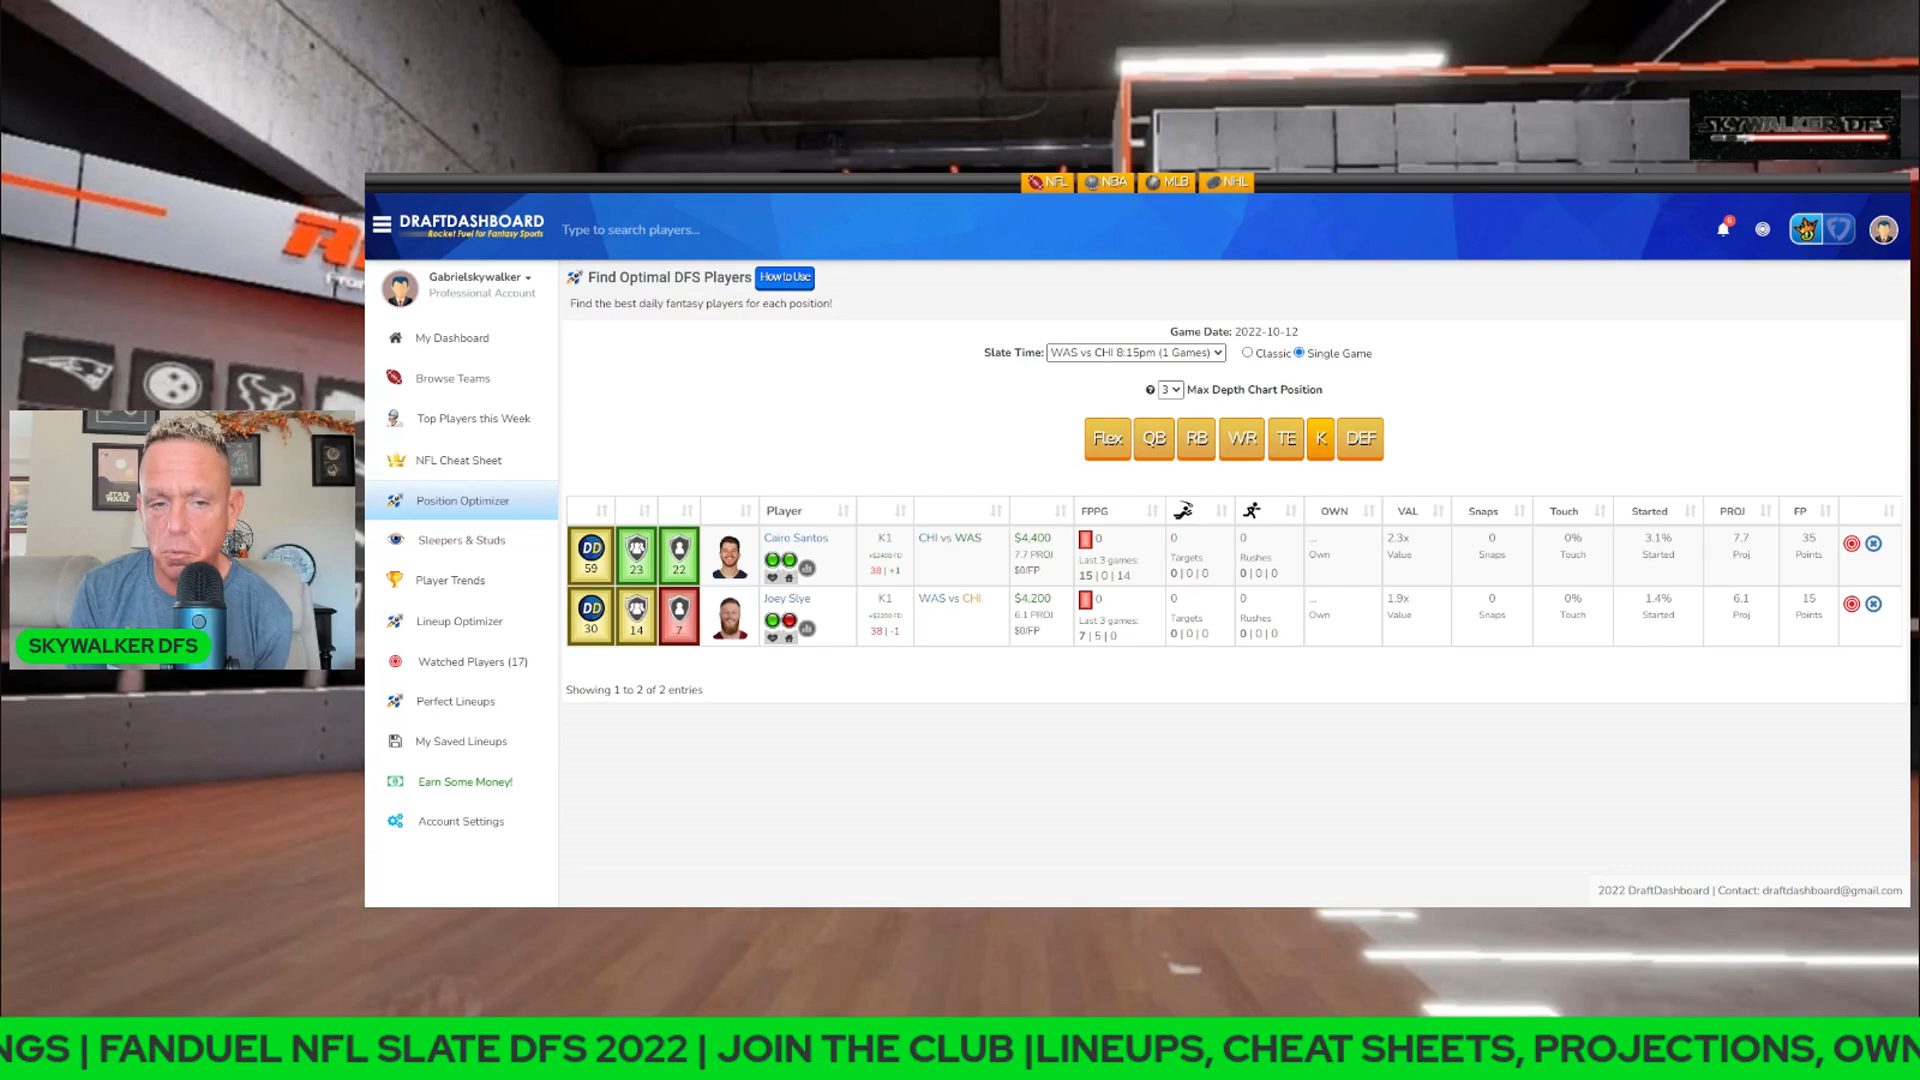 SKYWALKER DFS
NFL NBA MLB NHL
DRAFTDASHBOARD
Rocket Fuel for Fantasy Sports
Type to search players...
6
Gabrielskywalker
Professional Account
My Dashboard
Browse Teams
Top Players this Week
NFL Cheat Sheet
Position Optimizer
Sleepers & Studs
Player Trends
Lineup Optimizer
Watched Players (17)
Perfect Lineups
My Saved Lineups
Earn Some Money!
Account Settings
Find Optimal DFS Players How to Use
Find the best daily fantasy players for each position!
Game Date: 2022-10-12
Slate Time: WAS vs CHI 8:15pm (1 Games) Classic Single Game
3 Max Depth Chart Position
Flex QB RB WR TE K DEF
Player FPPG OWN VAL Snaps Touch Started PROJ FP
DD 59 23 22 Cairo Santos K1 +$2400 FD 38 | +1 CHI vs WAS $4,400 7.7 PROJ $0/FP 0 Last 3 games: 15 | 0 | 14 0 Targets 0 | 0 | 0 0 Rushes 0 | 0 | 0 ... Own 2.3x Value 0 Snaps 0% Touch 3.1% Started 7.7 Proj 35 Points
DD 30 14 7 Joey Slye K1 38 | -1 WAS vs CHI $4,200 6.1 PROJ $0/FP 0 Last 3 games: 7 | 5 | 0 0 Targets 0 | 0 | 0 0 Rushes 0 | 0 | 0 ... Own 1.9x Value 0 Snaps 0% Touch 1.4% Started 6.1 Proj 15 Points
Showing 1 to 2 of 2 entries
2022 DraftDashboard | Contact: draftdashboard@gmail.com
STAR WARS
SKYWALKER DFS
NGS | FANDUEL NFL SLATE DFS 2022 | JOIN THE CLUB |LINEUPS, CHEAT SHEETS, PROJECTIONS, OWN